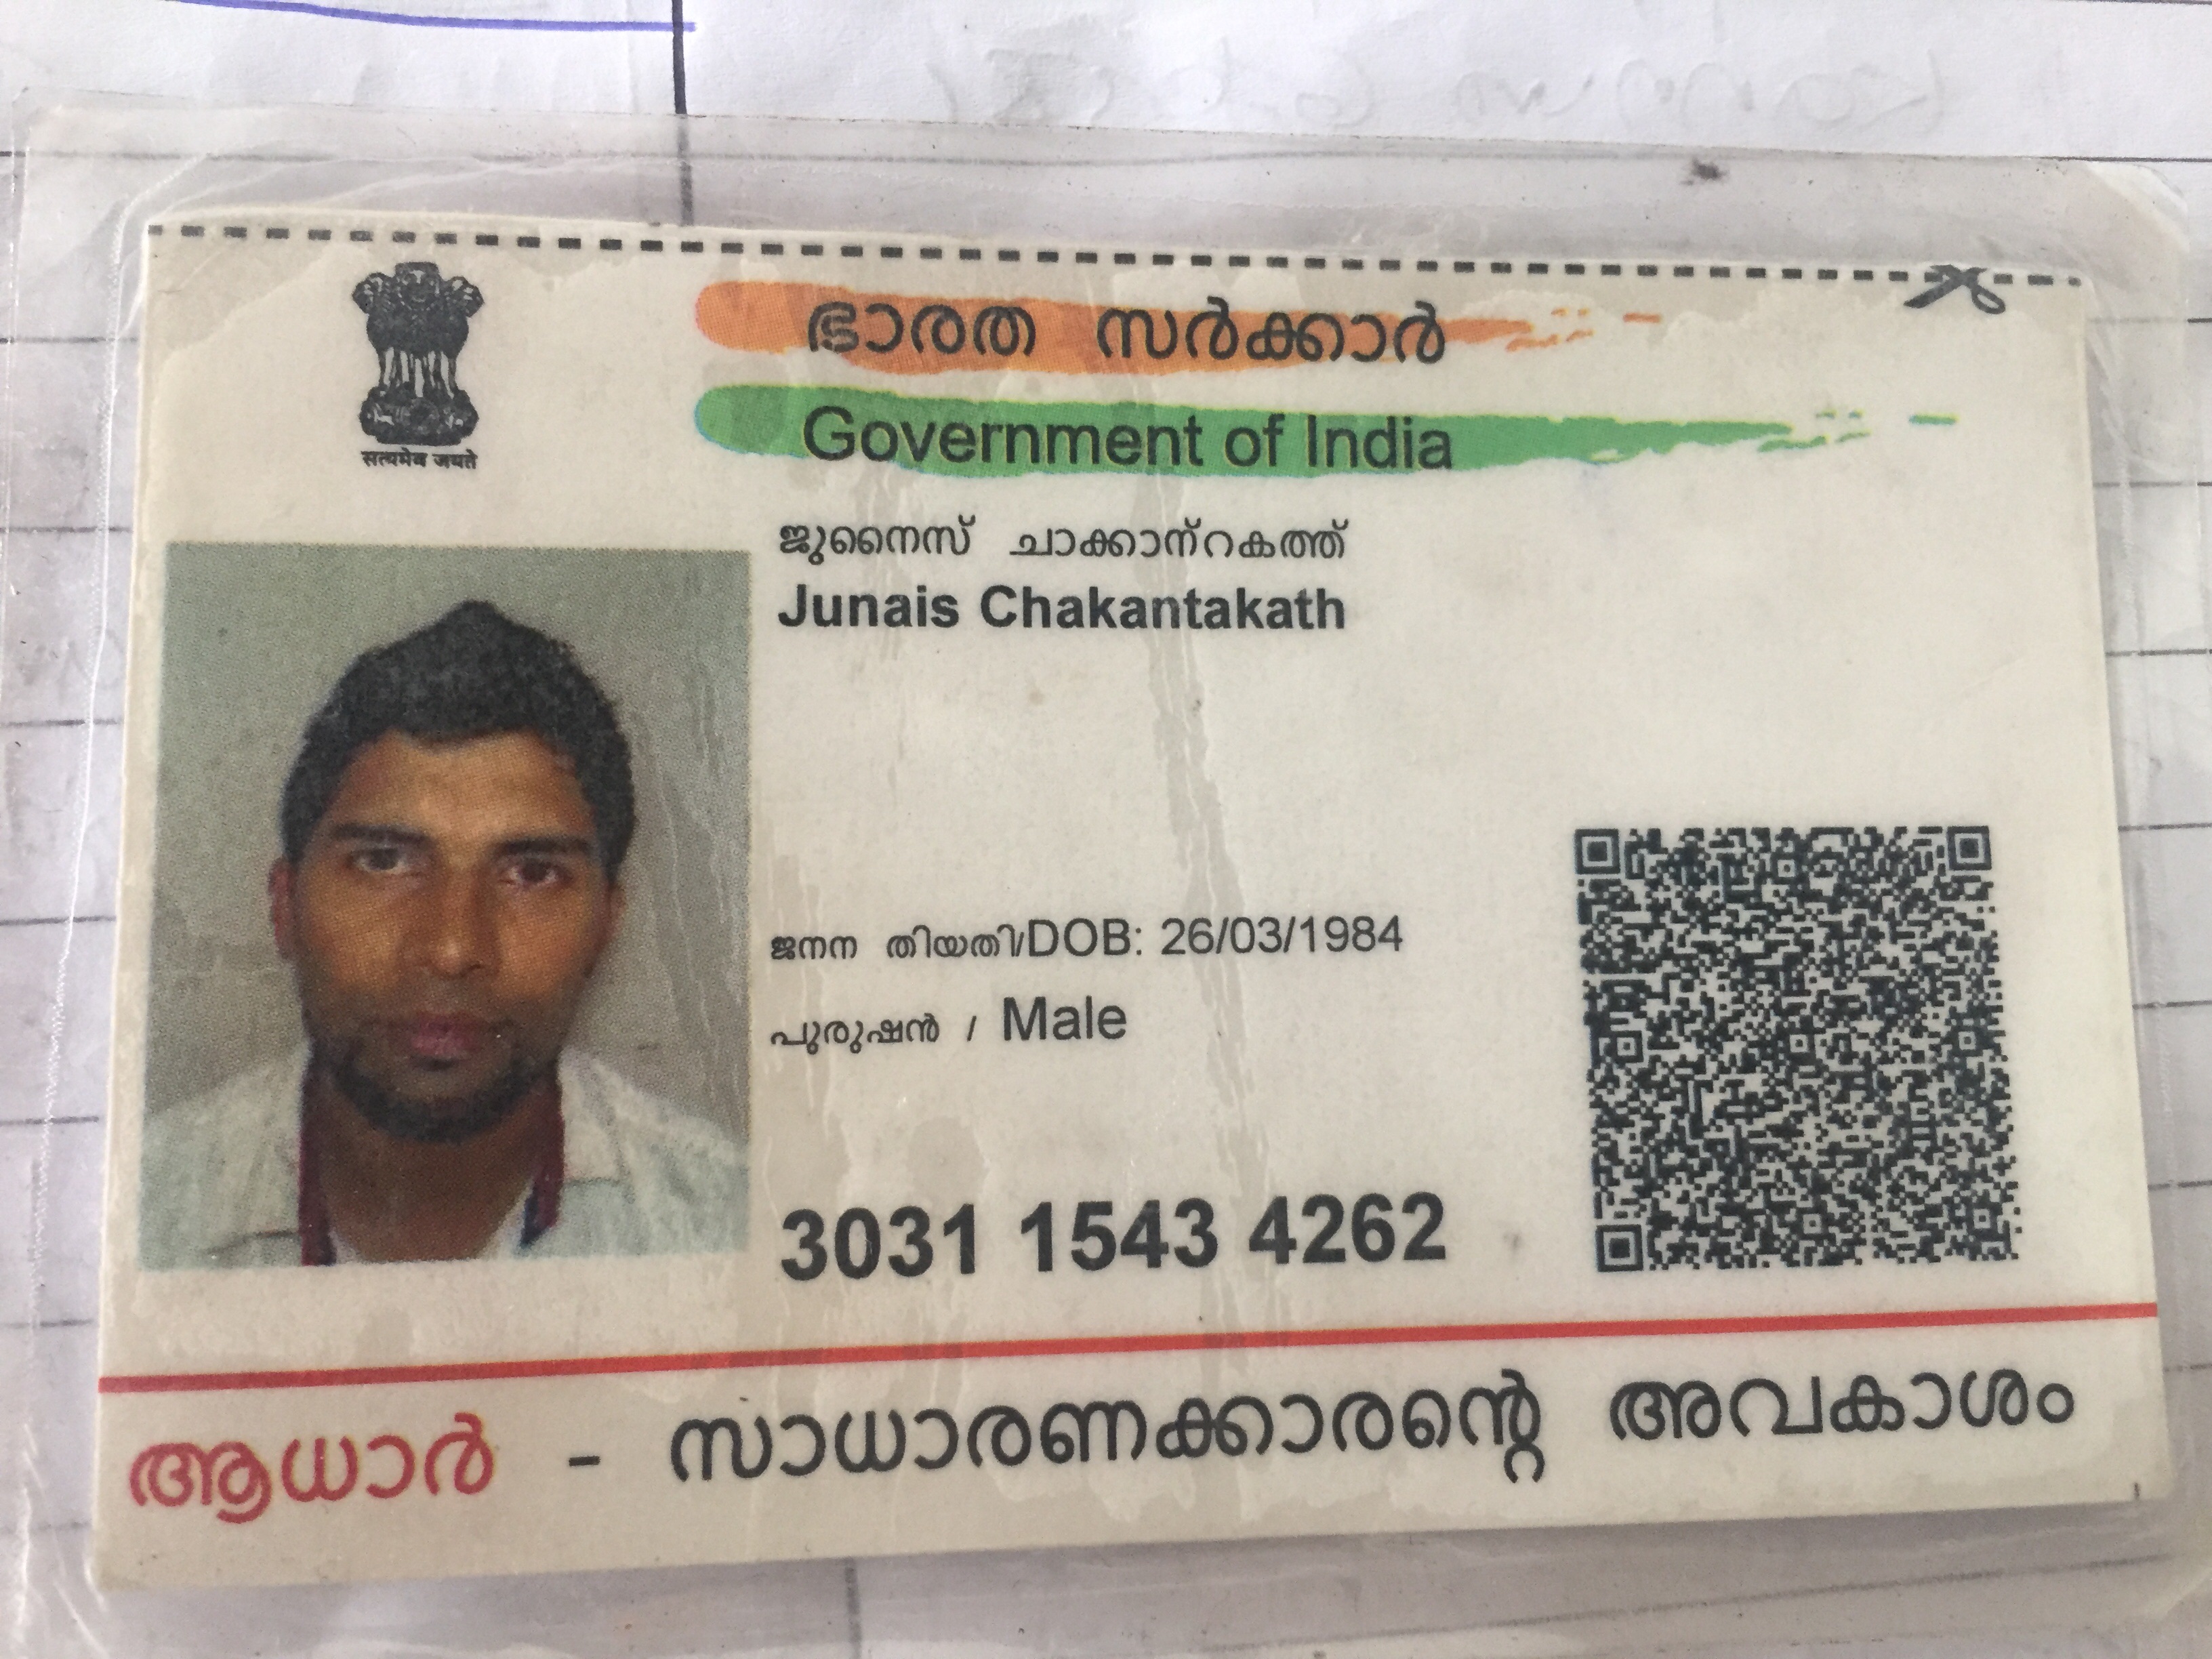 ഭാരത സർക്കാർ
Government of India
सत्यमेव जयते
ജുനൈസ് ചാക്കാന്റകത്ത്
Junais Chakantakath
ജനന തിയതി/DOB: 26/03/1984
പുരുഷൻ / Male
3031 1543 4262
ആധാർ - സാധാരണക്കാരന്റെ അവകാശം